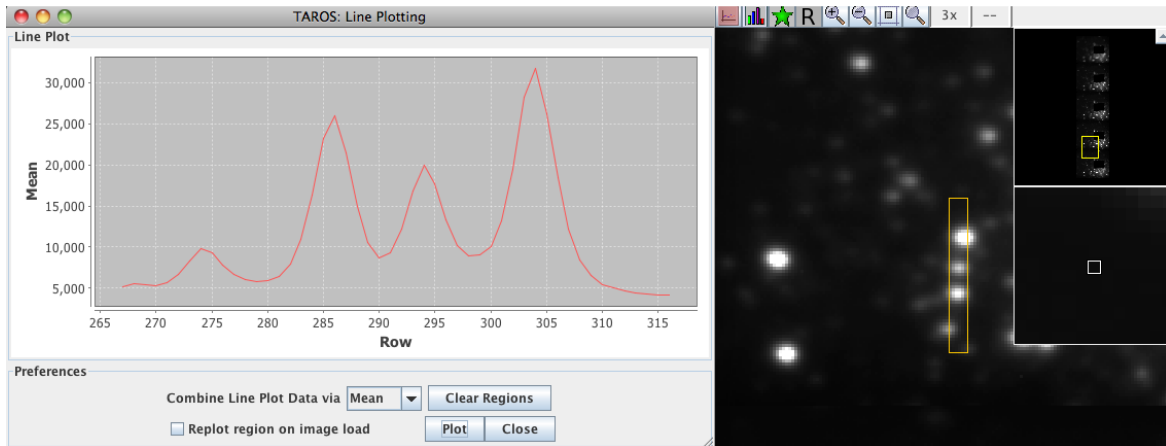 TAROS: Line Plotting
R 3x --
Line Plot
Mean
30,000
25,000
20,000
15,000
10,000
5,000
265 270 275 280 285 290 295 300 305 310 315
Row
Preferences
Combine Line Plot Data via Mean Clear Regions
Replot region on image load Plot Close